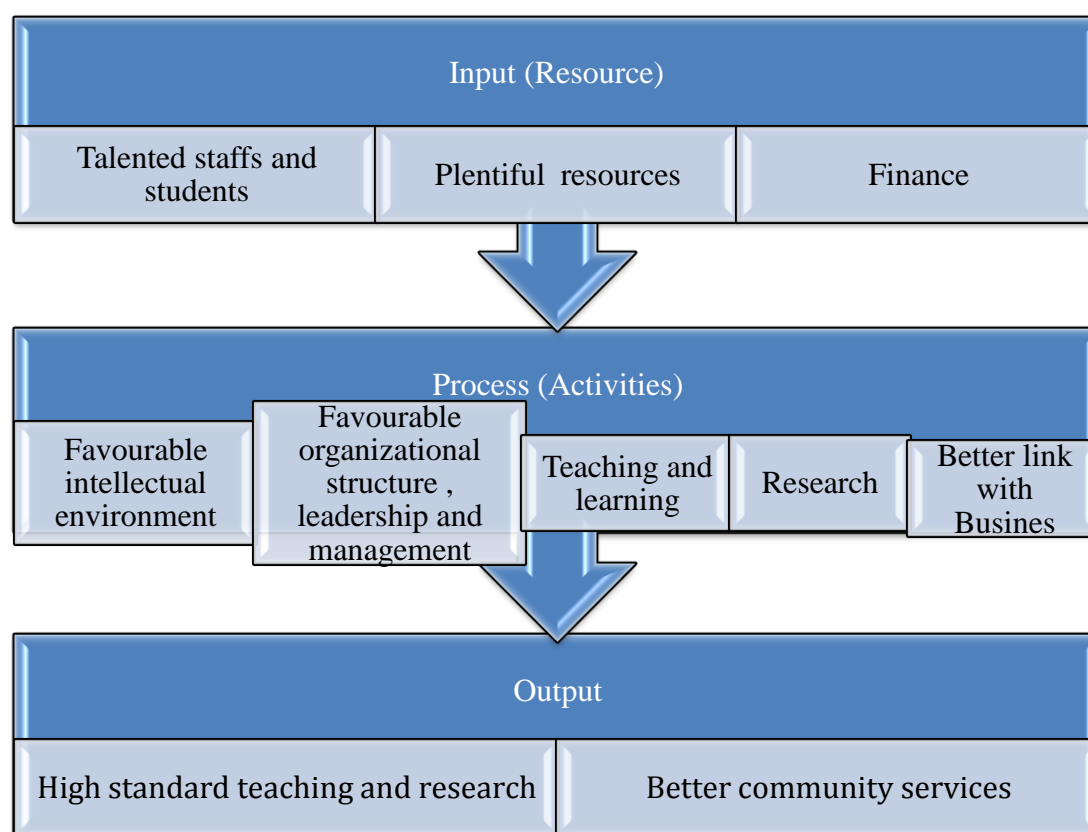 Input (Resource)
Talented staffs and
students
Plentiful resources
Finance
Process (Activities)
Favourable
intellectual
environment
Favourable
organizational
structure ,
leadership and
management
Teaching and
learning
Research
Better link
with
Busines
Output
High standard teaching and research
Better community services